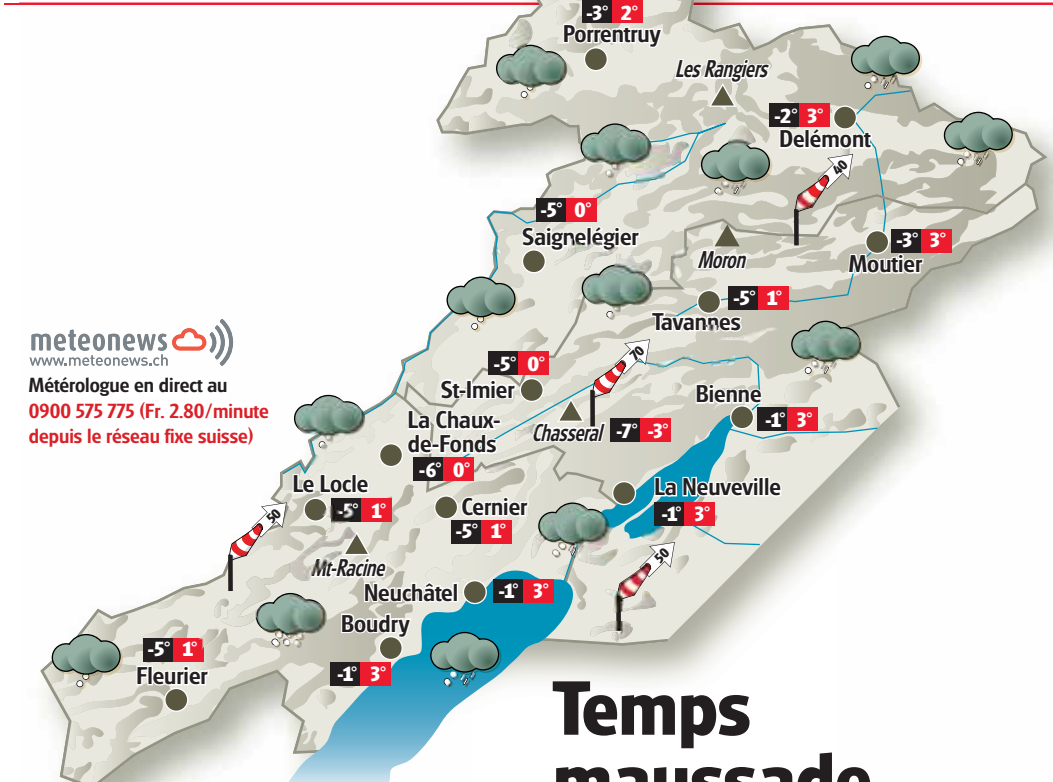 -3° 2°
Porrentruy
Les Rangiers
-2° 3°
Delémont
40
-5° 0°
Saignelégier
Moron
-3° 3°
Moutier
-5° 1°
Tavannes
meteonews
www.meteonews.ch
Métérologue en direct au
0900 575 775 (Fr. 2.80/minute
depuis le réseau fixe suisse)
70
-5° 0°
St-Imier
Bienne
-1° 3°
Chasseral -7° -3°
La Chaux-
de-Fonds
-6° 0°
Le Locle
-5° 1°
Cernier
-5° 1°
La Neuveville
-1° 3°
50
Mt-Racine
50
Neuchâtel -1° 3°
Boudry
-1° 3°
-5° 1°
Fleurier
Temps
maussade